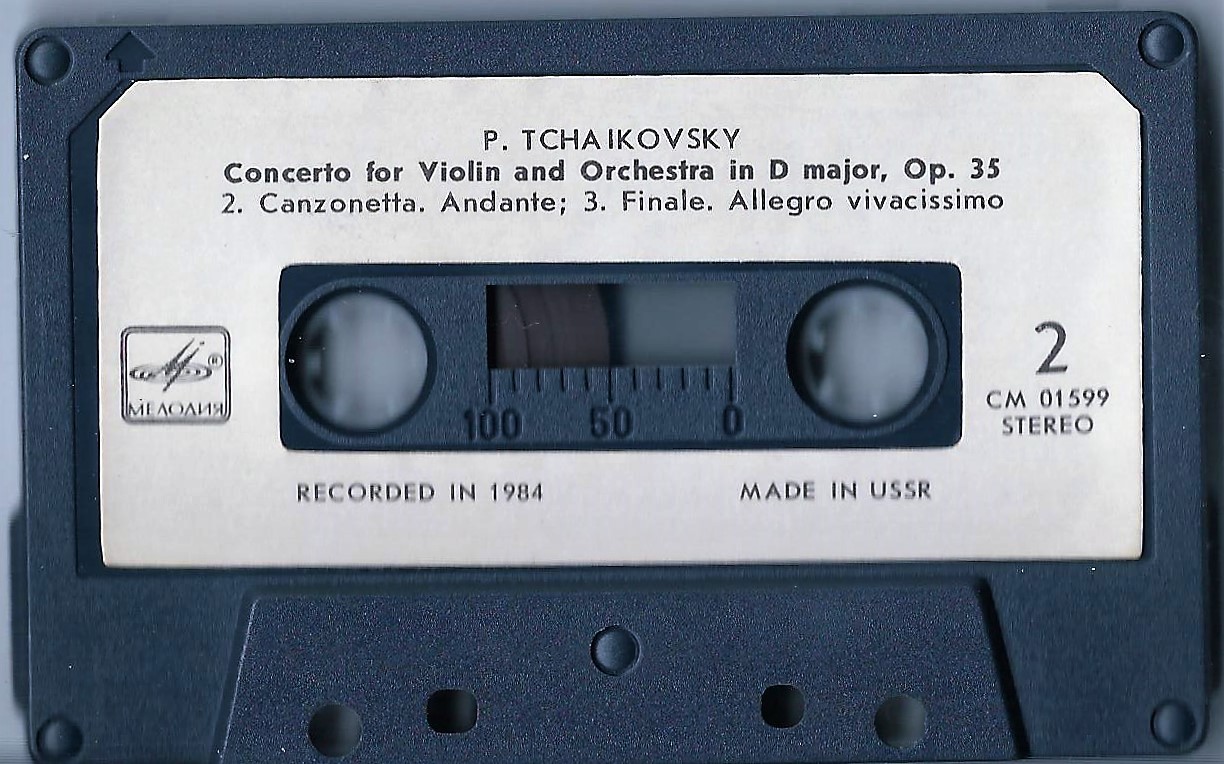 P. TCHAIKOVSKY
Concerto for Violin and Orchestra in D major, Op. 35
2. Canzonetta. Andante; 3. Finale. Allegro vivacissimo
®
МЕЛОДИЯ
100 50 0
2
CM 01599
STEREO
RECORDED IN 1984
MADE IN USSR